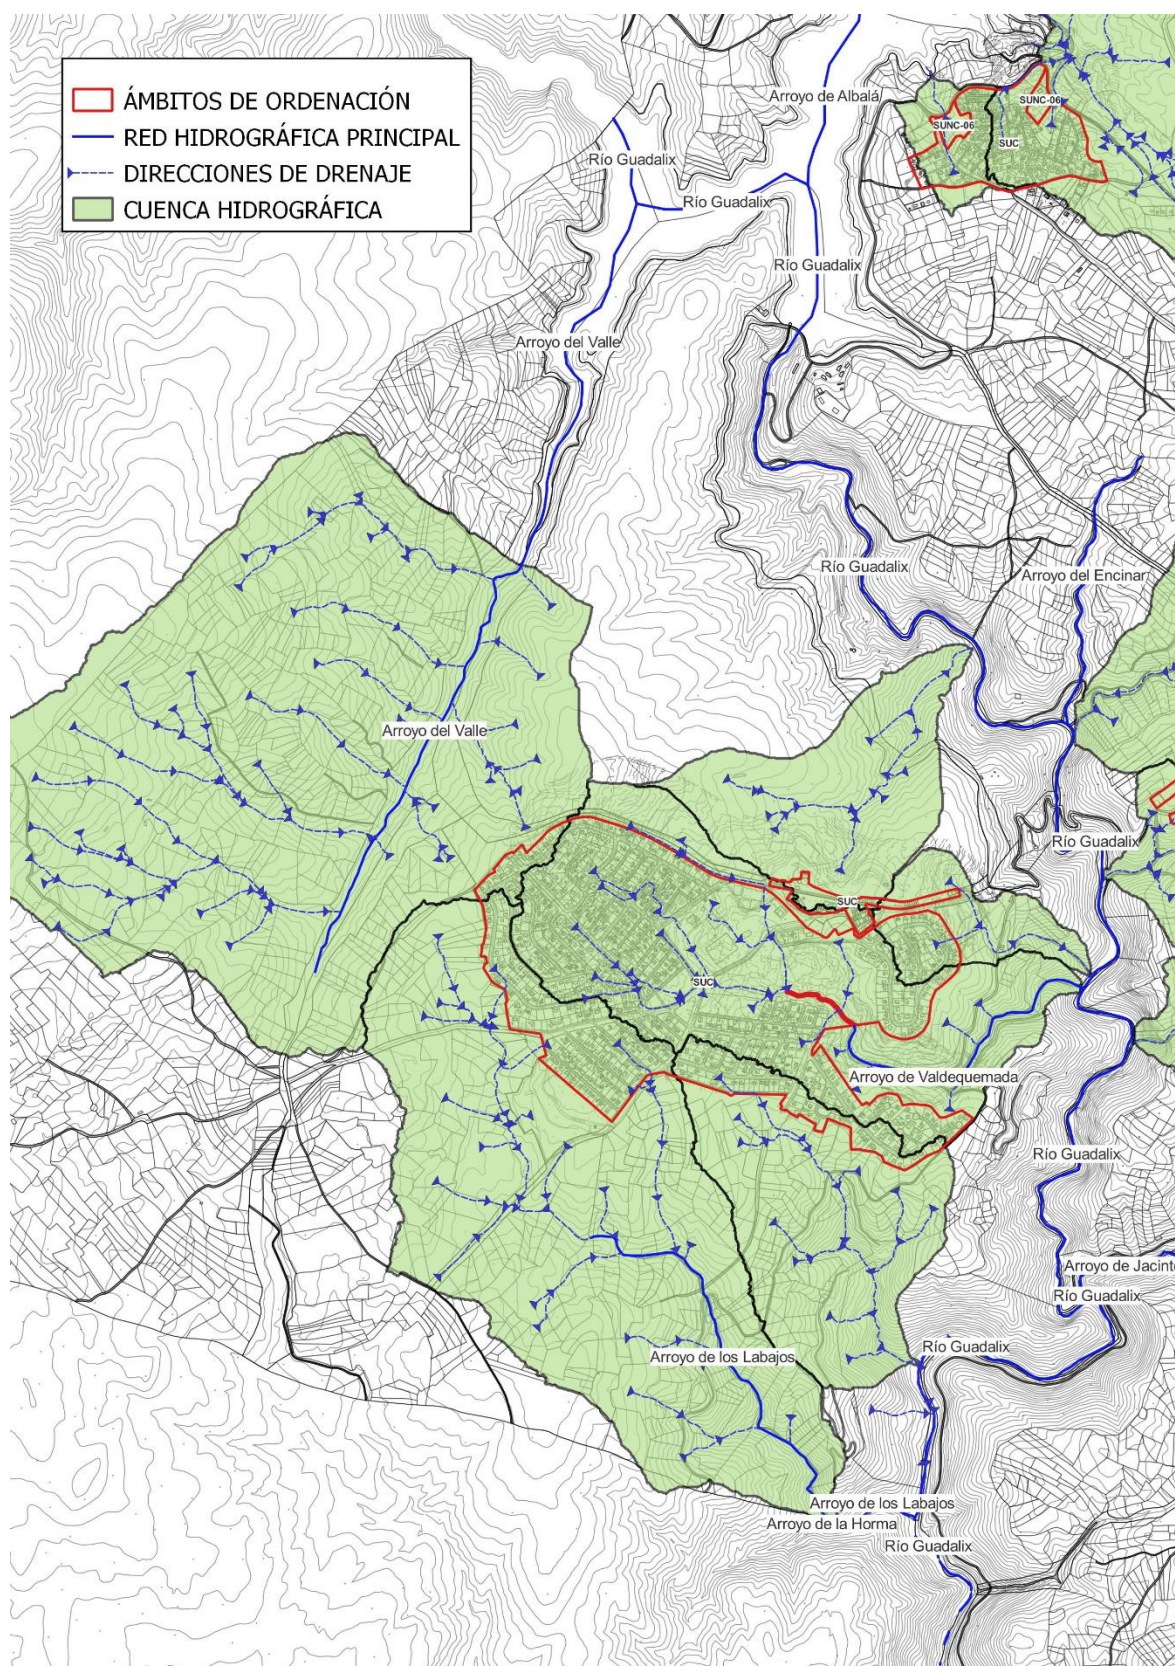 ÁMBITOS DE ORDENACIÓN
RED HIDROGRÁFICA PRINCIPAL
DIRECCIONES DE DRENAJE
CUENCA HIDROGRÁFICA
Arroyo de Albalá
SUNC-06
SUNC-06
SUC
Río Guadalix
Río Guadalix
Río Guadalix
Arroyo del Valle
Río Guadalix
Arroyo del Encinar
Arroyo del Valle
Río Guadalix
SUC
SUC
Arroyo de Valdequemada
Río Guadalix
Arroyo de Jacint
Río Guadalix
Río Guadalix
Arroyo de los Labajos
Arroyo de los Labajos
Arroyo de la Horma
Río Guadalix